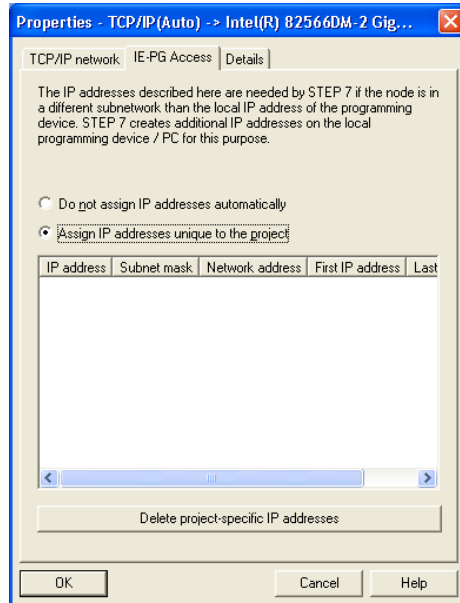 Properties - TCP/IP(Auto) -> Intel(R) 82566DM-2 Gig...
TCP/IP network IE-PG Access Details
The IP addresses described here are needed by STEP 7 if the node is in
a different subnetwork than the local IP address of the programming
device. STEP 7 creates additional IP addresses on the local
programming device / PC for this purpose.
Do not assign IP addresses automatically
Assign IP addresses unique to the project
IP address Subnet mask Network address First IP address Last
Delete project-specific IP addresses
OK Cancel Help